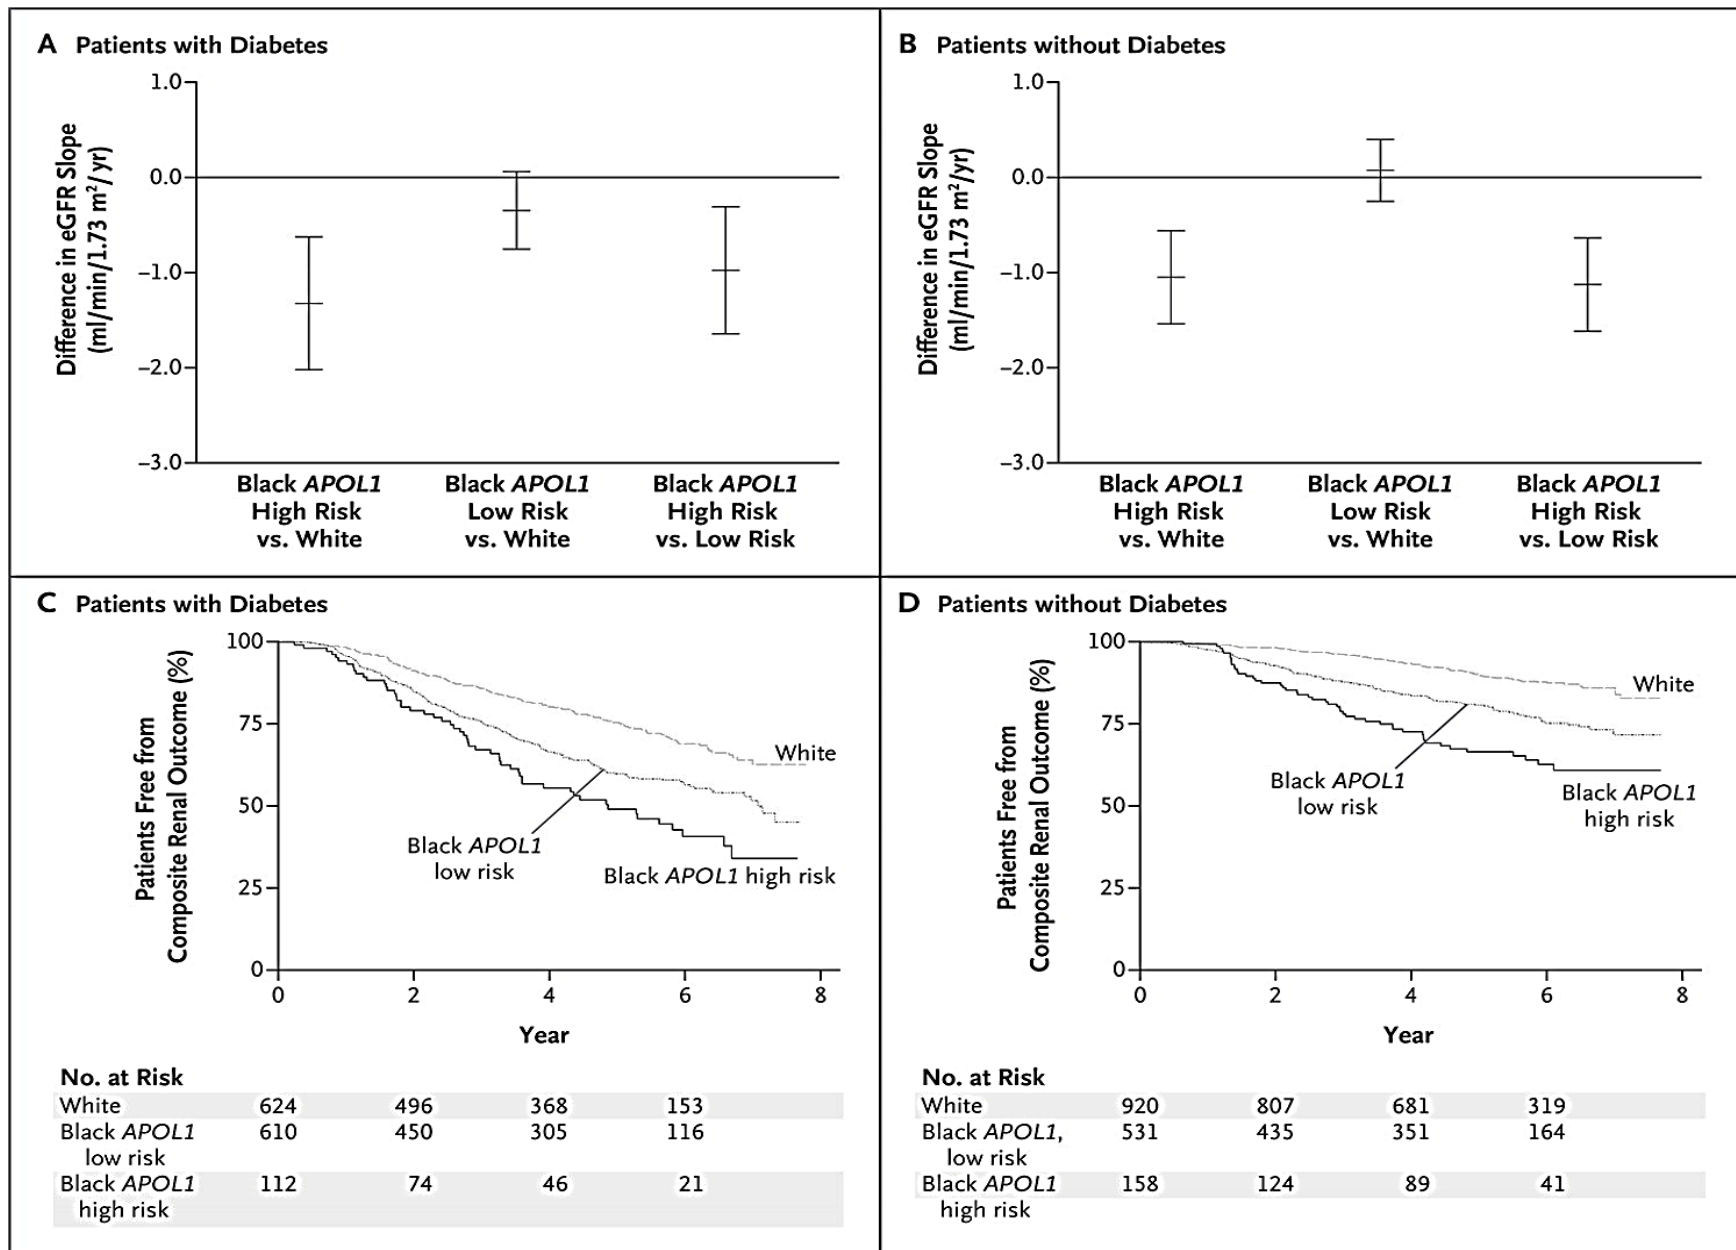 A Patients with Diabetes
1.0
0.0
−1.0
−2.0
−3.0
Difference in eGFR Slope
(ml/min/1.73 m²/yr)
Black APOL1
High Risk
vs. White
Black APOL1
Low Risk
vs. White
Black APOL1
High Risk
vs. Low Risk
B Patients without Diabetes
1.0
0.0
−1.0
−2.0
−3.0
Difference in eGFR Slope
(ml/min/1.73 m²/yr)
Black APOL1
High Risk
vs. White
Black APOL1
Low Risk
vs. White
Black APOL1
High Risk
vs. Low Risk
C Patients with Diabetes
100
75
50
25
0
Patients Free from
Composite Renal Outcome (%)
White
Black APOL1
low risk
Black APOL1 high risk
0 2 4 6 8
Year
No. at Risk
White 624 496 368 153
Black APOL1 610 450 305 116
low risk
Black APOL1 112 74 46 21
high risk
D Patients without Diabetes
100
75
50
25
0
Patients Free from
Composite Renal Outcome (%)
White
Black APOL1
low risk
Black APOL1
high risk
0 2 4 6 8
Year
No. at Risk
White 920 807 681 319
Black APOL1, 531 435 351 164
low risk
Black APOL1 158 124 89 41
high risk